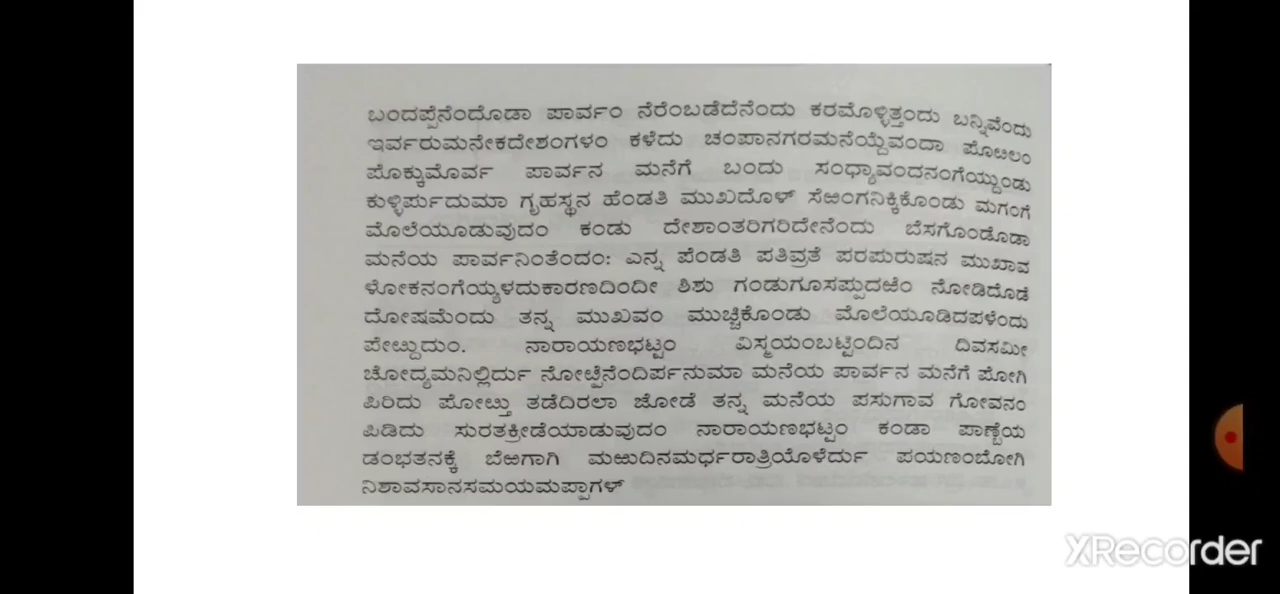 ಬಂದಪ್ಪೆನೆಂದೊಡಾ ಪಾರ್ವಂ ನೆರೆಂಬಡೆದೆನೆಂದು ಕರಮೊಳ್ಳಿತ್ತಂದು ಬನ್ನಿವೆಂದು
ಇರ್ವರುಮನೇಕದೇಶಂಗಳಂ ಕಳೆದು ಚಂಪಾನಗರಮನೆಯ್ದೆವಂದಾ ಪೊೞಲಂ
ಪೊಕ್ಕುಮೊರ್ವ ಪಾರ್ವನ ಮನೆಗೆ ಬಂದು ಸಂಧ್ಯಾವಂದನಂಗೆಯ್ದುಂಡು
ಕುಳ್ಳಿರ್ಪುದುಮಾ ಗೃಹಸ್ಥನ ಹೆಂಡತಿ ಮುಖದೊಳ್ ಸೆಱಂಗನಿಕ್ಕಿಕೊಂಡು ಮಗಂಗೆ
ಮೊಲೆಯೂಡುವುದಂ ಕಂಡು ದೇಶಾಂತರಿಗರಿದೇನೆಂದು ಬೆಸಗೊಂಡೊಡಾ
ಮನೆಯ ಪಾರ್ವನಿಂತೆಂದಂ: ಎನ್ನ ಪೆಂಡತಿ ಪತಿವ್ರತೆ ಪರಪುರುಷನ ಮುಖಾವ
ಳೋಕನಂಗೆಯ್ಯಳದುಕಾರಣದಿಂದೀ ಶಿಶು ಗಂಡುಗೂಸಪ್ಪುದಱಿಂ ನೋಡಿದೊಡೆ
ದೋಷಮೆಂದು ತನ್ನ ಮುಖವಂ ಮುಚ್ಚಿಕೊಂಡು ಮೊಲೆಯೂಡಿದಪಳೆಂದು
ಪೇೞ್ದುದುಂ. ನಾರಾಯಣಭಟ್ಟಂ ವಿಸ್ಮಯಂಬಟ್ಟಿಂದಿನ ದಿವಸಮೀ
ಚೋದ್ಯಮನಿಲ್ಲಿರ್ದು ನೋೞ್ಪೆನೆಂದಿರ್ಪನುಮಾ ಮನೆಯ ಪಾರ್ವನ ಮನೆಗೆ ಪೋಗಿ
ಪಿರಿದು ಪೋೞ್ತು ತಡೆದಿರಲಾ ಜೋಡೆ ತನ್ನ ಮನೆಯ ಪಸುಗಾವ ಗೋವನಂ
ಪಿಡಿದು ಸುರತಕ್ರೀಡೆಯಾಡುವುದಂ ನಾರಾಯಣಭಟ್ಟಂ ಕಂಡಾ ಪಾಣ್ಬೆಯ
ಡಂಭತನಕ್ಕೆ ಬೆಱಗಾಗಿ ಮಱುದಿನಮರ್ಧರಾತ್ರಿಯೊಳೆರ್ದು ಪಯಣಂಬೋಗಿ
ನಿಶಾವಸಾನಸಮಯಮಪ್ಪಾಗಳ್
XRecorder